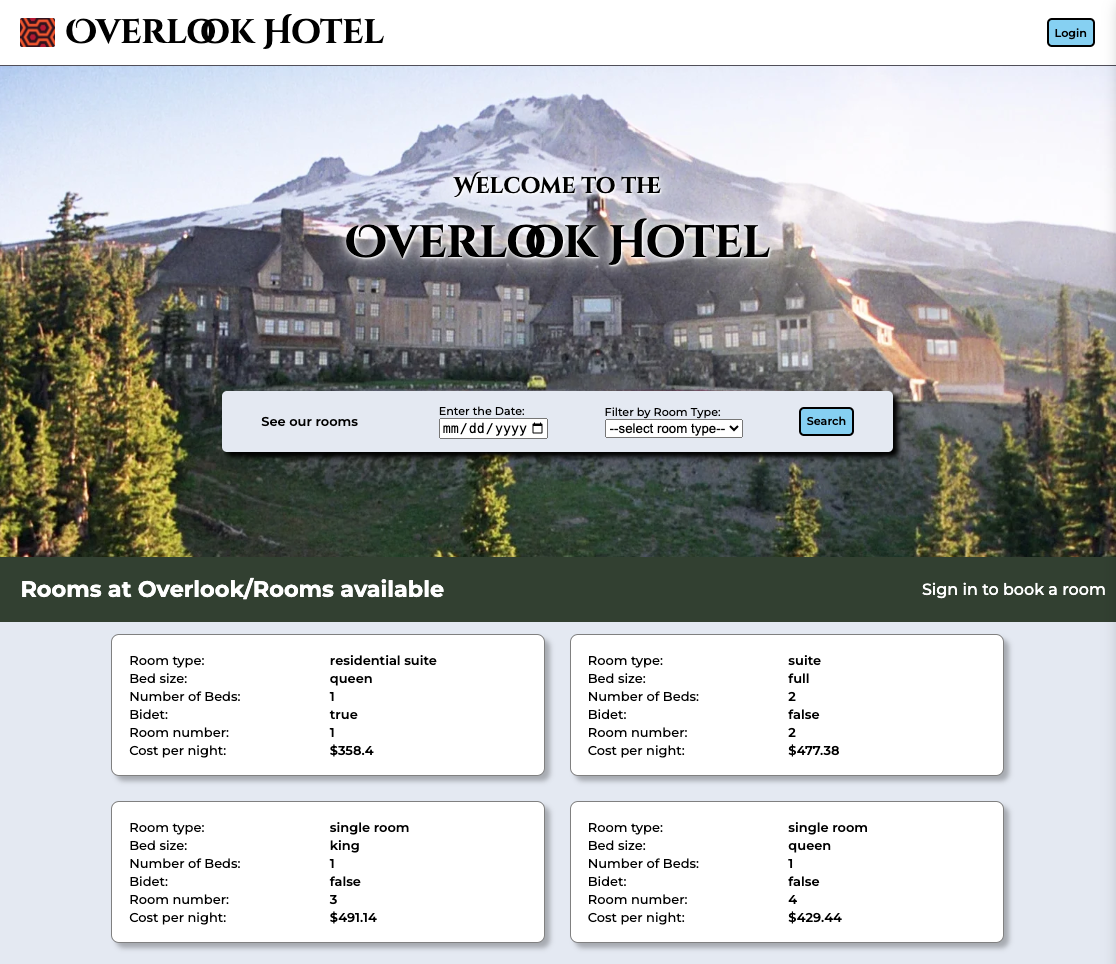 Overlook Hotel
Login
Welcome to the
Overlook Hotel
See our rooms
Enter the Date:
mm/dd/yyyy
Filter by Room Type:
--select room type--
Search
Rooms at Overlook/Rooms available
Sign in to book a room
Room type: residential suite
Bed size: queen
Number of Beds: 1
Bidet: true
Room number: 1
Cost per night: $358.4
Room type: suite
Bed size: full
Number of Beds: 2
Bidet: false
Room number: 2
Cost per night: $477.38
Room type: single room
Bed size: king
Number of Beds: 1
Bidet: false
Room number: 3
Cost per night: $491.14
Room type: single room
Bed size: queen
Number of Beds: 1
Bidet: false
Room number: 4
Cost per night: $429.44